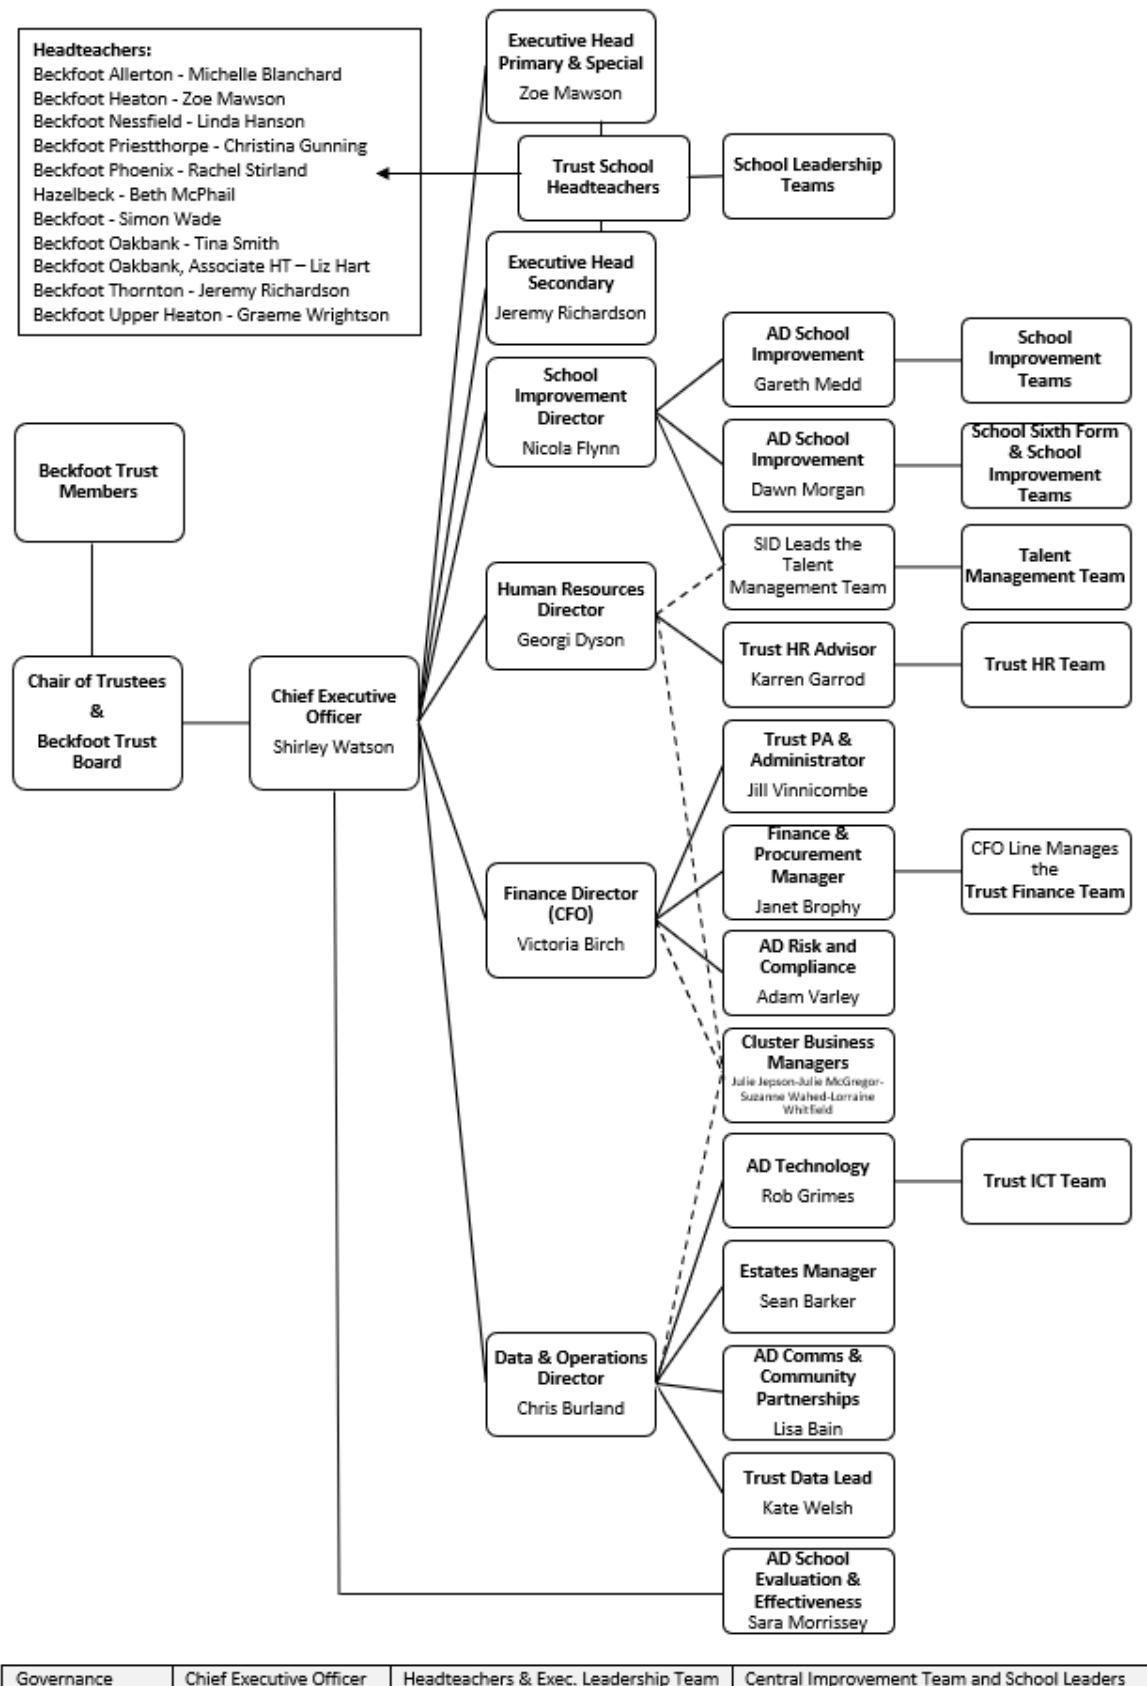 Headteachers:
Beckfoot Allerton - Michelle Blanchard
Beckfoot Heaton - Zoe Mawson
Beckfoot Nessfield - Linda Hanson
Beckfoot Priestthorpe - Christina Gunning
Beckfoot Phoenix - Rachel Stirland
Hazelbeck - Beth McPhail
Beckfoot - Simon Wade
Beckfoot Oakbank - Tina Smith
Beckfoot Oakbank, Associate HT – Liz Hart
Beckfoot Thornton - Jeremy Richardson
Beckfoot Upper Heaton - Graeme Wrightson
Executive Head
Primary & Special
Zoe Mawson
Trust School
Headteachers
School Leadership
Teams
Executive Head
Secondary
Jeremy Richardson
School
Improvement
Director
Nicola Flynn
AD School
Improvement
Gareth Medd
School
Improvement
Teams
AD School
Improvement
Dawn Morgan
School Sixth Form
& School
Improvement
Teams
Beckfoot Trust
Members
SID Leads the
Talent
Management Team
Talent
Management Team
Human Resources
Director
Georgi Dyson
Trust HR Advisor
Karren Garrod
Trust HR Team
Chair of Trustees
&
Beckfoot Trust
Board
Chief Executive
Officer
Shirley Watson
Trust PA &
Administrator
Jill Vinnicombe
Finance &
Procurement
Manager
Janet Brophy
CFO Line Manages
the
Trust Finance Team
Finance Director
(CFO)
Victoria Birch
AD Risk and
Compliance
Adam Varley
Cluster Business
Managers
Julie Jepson-Julie McGregor-
Suzanne Wahed-Lorraine
Whitfield
AD Technology
Rob Grimes
Trust ICT Team
Estates Manager
Sean Barker
Data & Operations
Director
Chris Burland
AD Comms &
Community
Partnerships
Lisa Bain
Trust Data Lead
Kate Welsh
AD School
Evaluation &
Effectiveness
Sara Morrissey
Governance
Chief Executive Officer
Headteachers & Exec. Leadership Team
Central Improvement Team and School Leaders